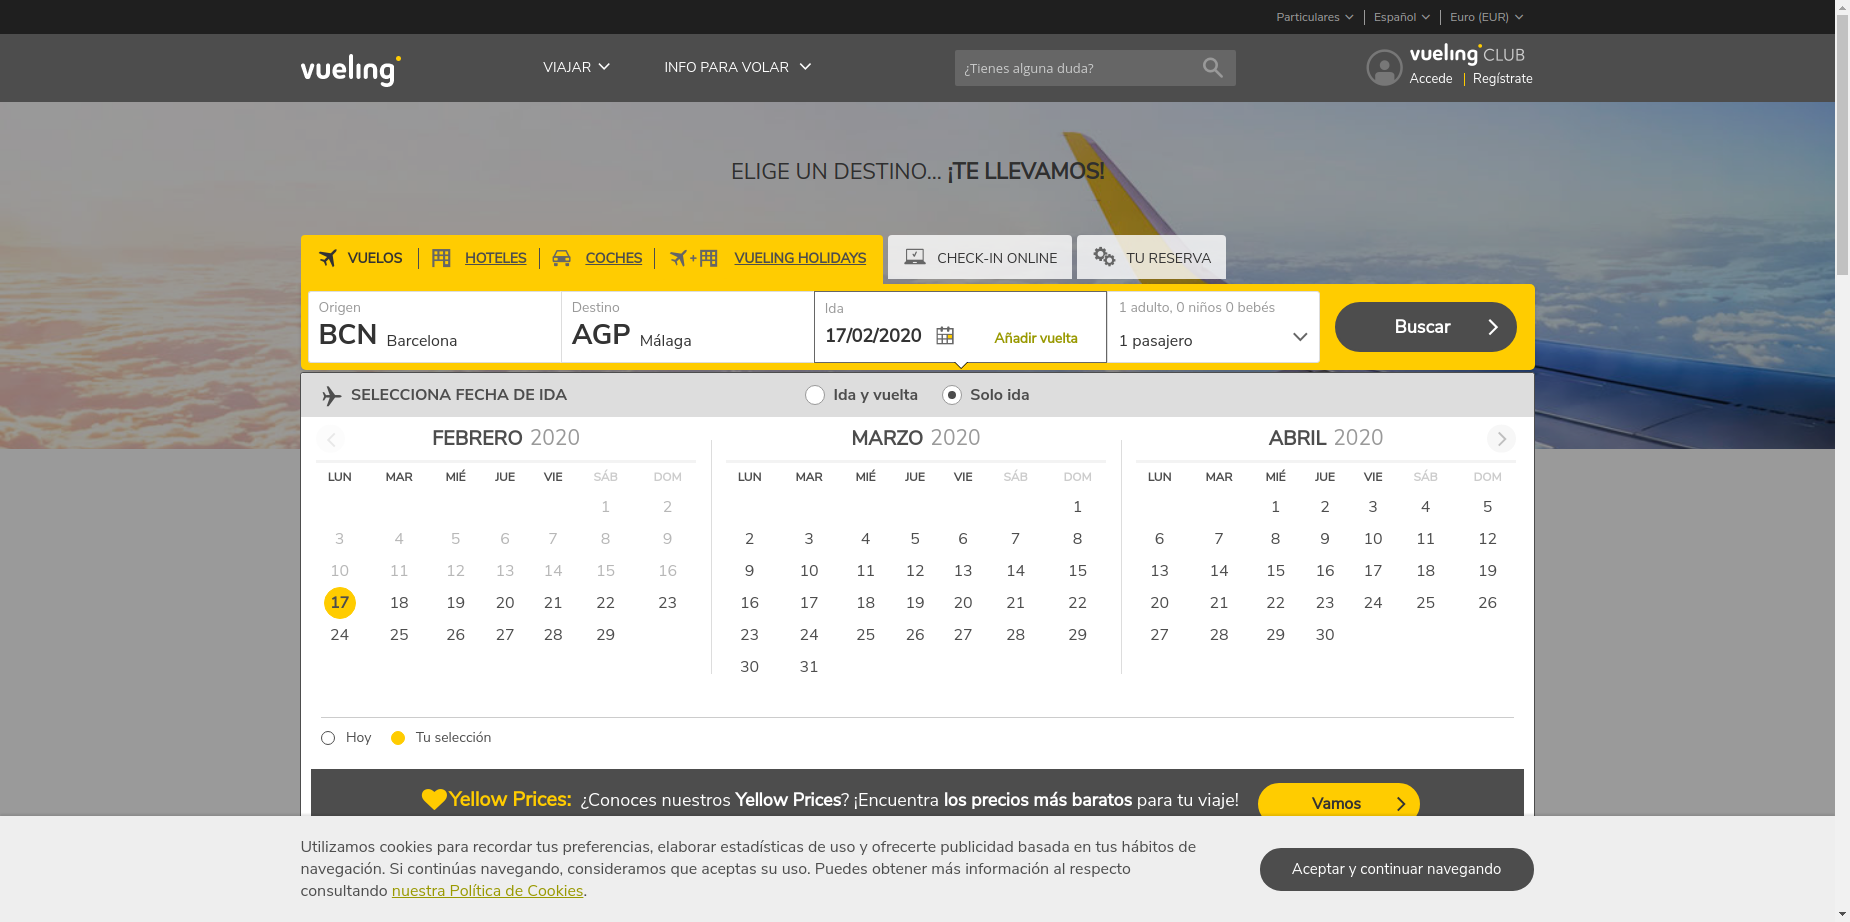 Particulares Español Euro (EUR)
vueling VIAJAR INFO PARA VOLAR ¿Tienes alguna duda? vueling CLUB
Accede Regístrate
ELIGE UN DESTINO... ¡TE LLEVAMOS!
VUELOS HOTELES COCHES + VUELING HOLIDAYS CHECK-IN ONLINE TU RESERVA
Origen Destino Ida 1 adulto, 0 niños 0 bebés
BCN Barcelona AGP Málaga 17/02/2020 Añadir vuelta 1 pasajero Buscar
SELECCIONA FECHA DE IDA Ida y vuelta Solo ida
FEBRERO 2020 MARZO 2020 ABRIL 2020
LUN MAR MIÉ JUE VIE SÁB DOM LUN MAR MIÉ JUE VIE SÁB DOM LUN MAR MIÉ JUE VIE SÁB DOM
1 2 1 1 2 3 4 5
3 4 5 6 7 8 9 2 3 4 5 6 7 8 6 7 8 9 10 11 12
10 11 12 13 14 15 16 9 10 11 12 13 14 15 13 14 15 16 17 18 19
17 18 19 20 21 22 23 16 17 18 19 20 21 22 20 21 22 23 24 25 26
24 25 26 27 28 29 23 24 25 26 27 28 29 27 28 29 30
30 31
Hoy Tu selección
Yellow Prices: ¿Conoces nuestros Yellow Prices? ¡Encuentra los precios más baratos para tu viaje! Vamos
Utilizamos cookies para recordar tus preferencias, elaborar estadísticas de uso y ofrecerte publicidad basada en tus hábitos de
navegación. Si continúas navegando, consideramos que aceptas su uso. Puedes obtener más información al respecto
consultando nuestra Política de Cookies.
Aceptar y continuar navegando